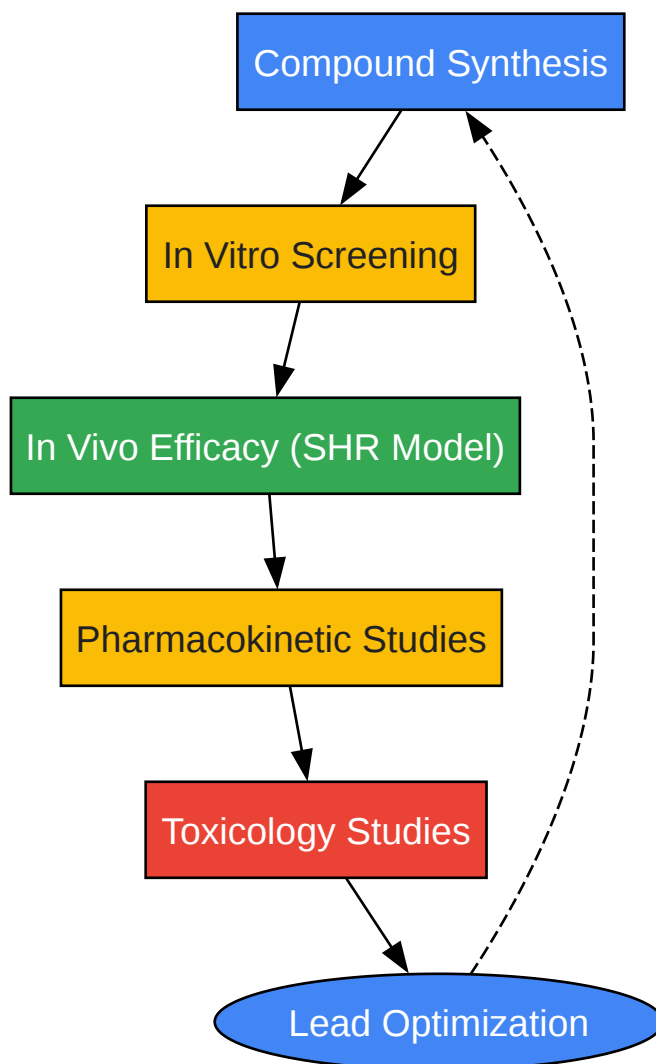 Compound Synthesis
In Vitro Screening
In Vivo Efficacy (SHR Model)
Pharmacokinetic Studies
Toxicology Studies
Lead Optimization